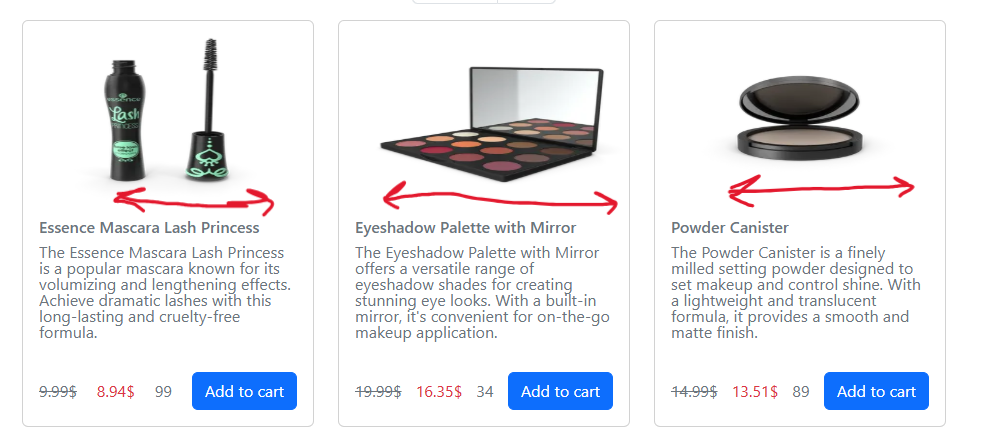 essence
Lash
PRINCESS
Essence Mascara Lash Princess
The Essence Mascara Lash Princess
is a popular mascara known for its
volumizing and lengthening effects.
Achieve dramatic lashes with this
long-lasting and cruelty-free
formula.
9.99$ 8.94$ 99 Add to cart
Eyeshadow Palette with Mirror
The Eyeshadow Palette with Mirror
offers a versatile range of
eyeshadow shades for creating
stunning eye looks. With a built-in
mirror, it's convenient for on-the-go
makeup application.
19.99$ 16.35$ 34 Add to cart
Powder Canister
The Powder Canister is a finely
milled setting powder designed to
set makeup and control shine. With
a lightweight and translucent
formula, it provides a smooth and
matte finish.
14.99$ 13.51$ 89 Add to cart